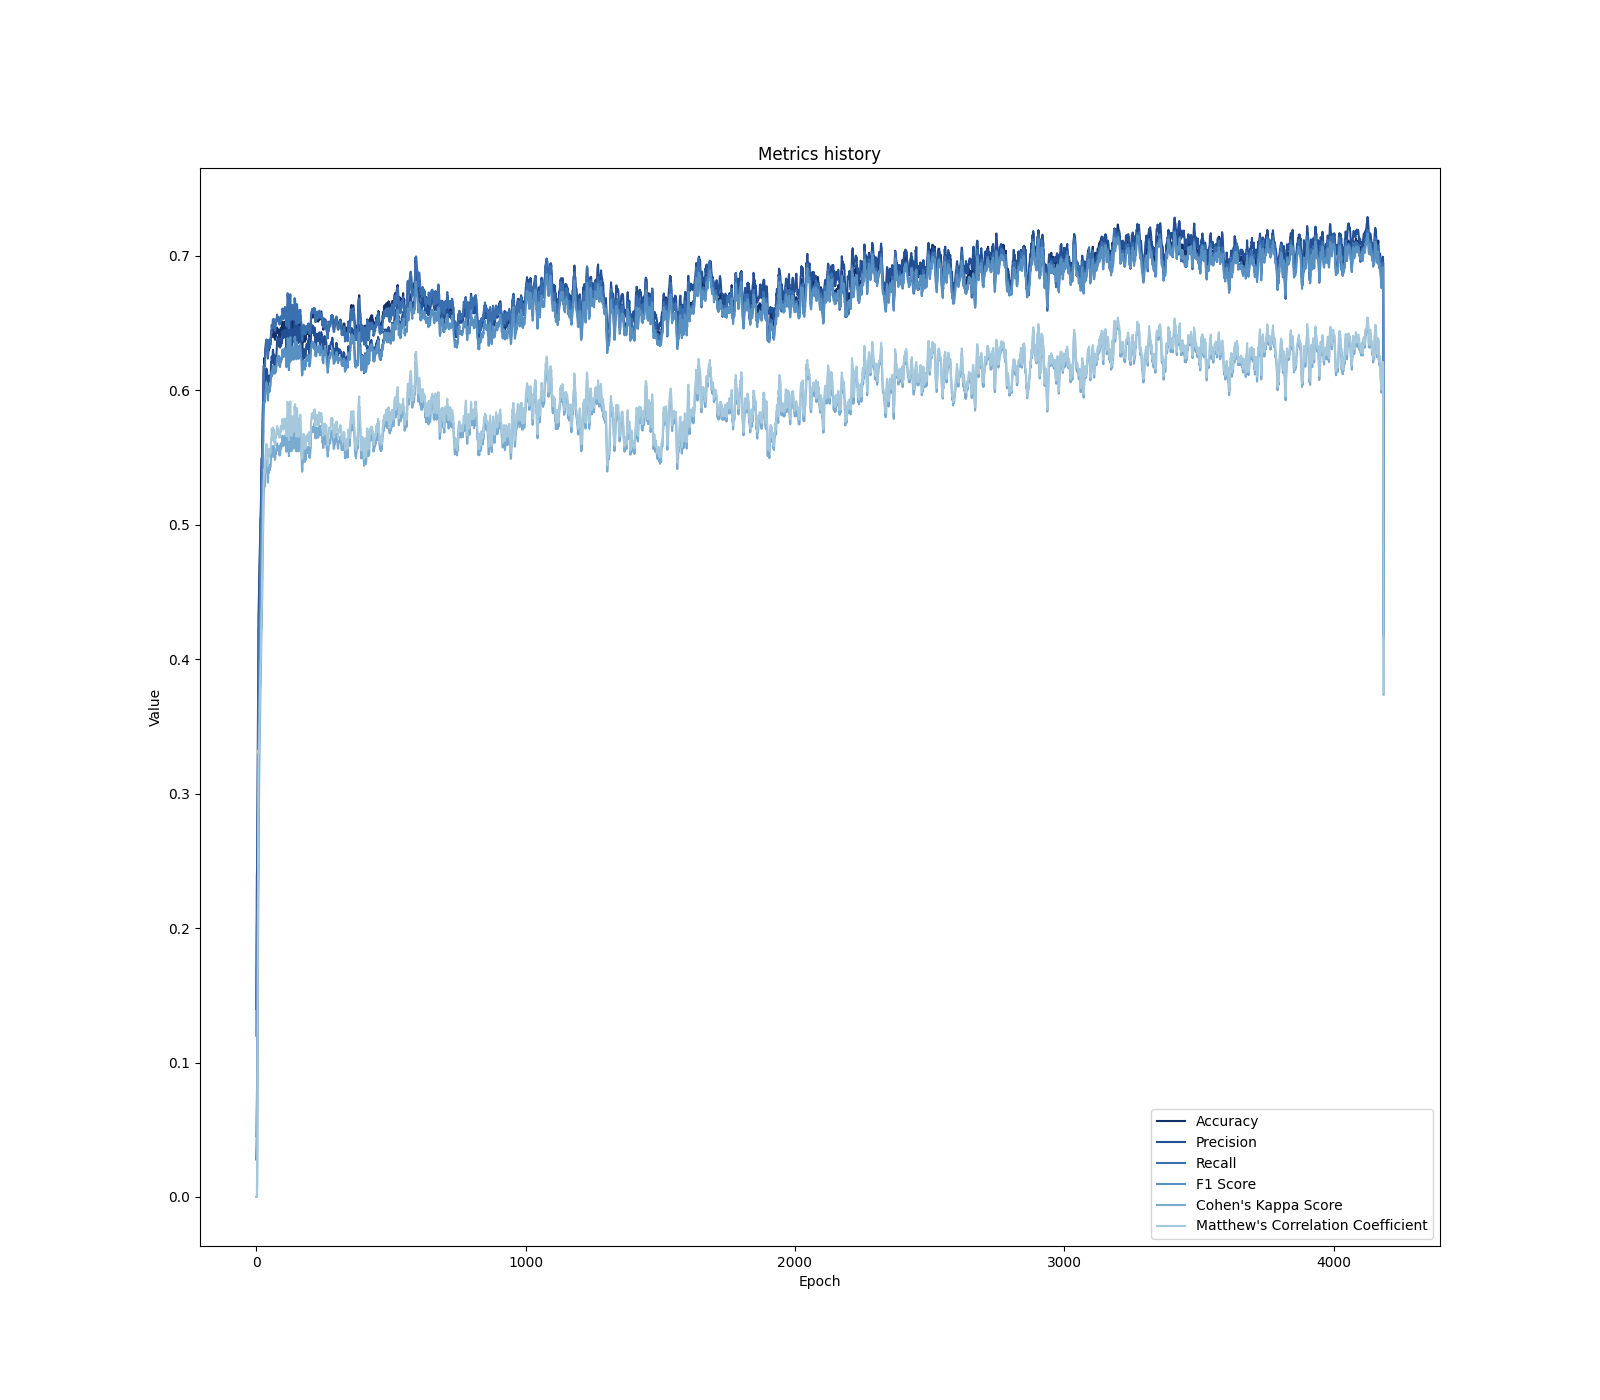 Metrics history
0.7
0.6
0.5
0.4
0.3
0.2
0.1
0.0
Value
0 1000 2000 3000 4000
Epoch
Accuracy
Precision
Recall
F1 Score
Cohen's Kappa Score
Matthew's Correlation Coefficient